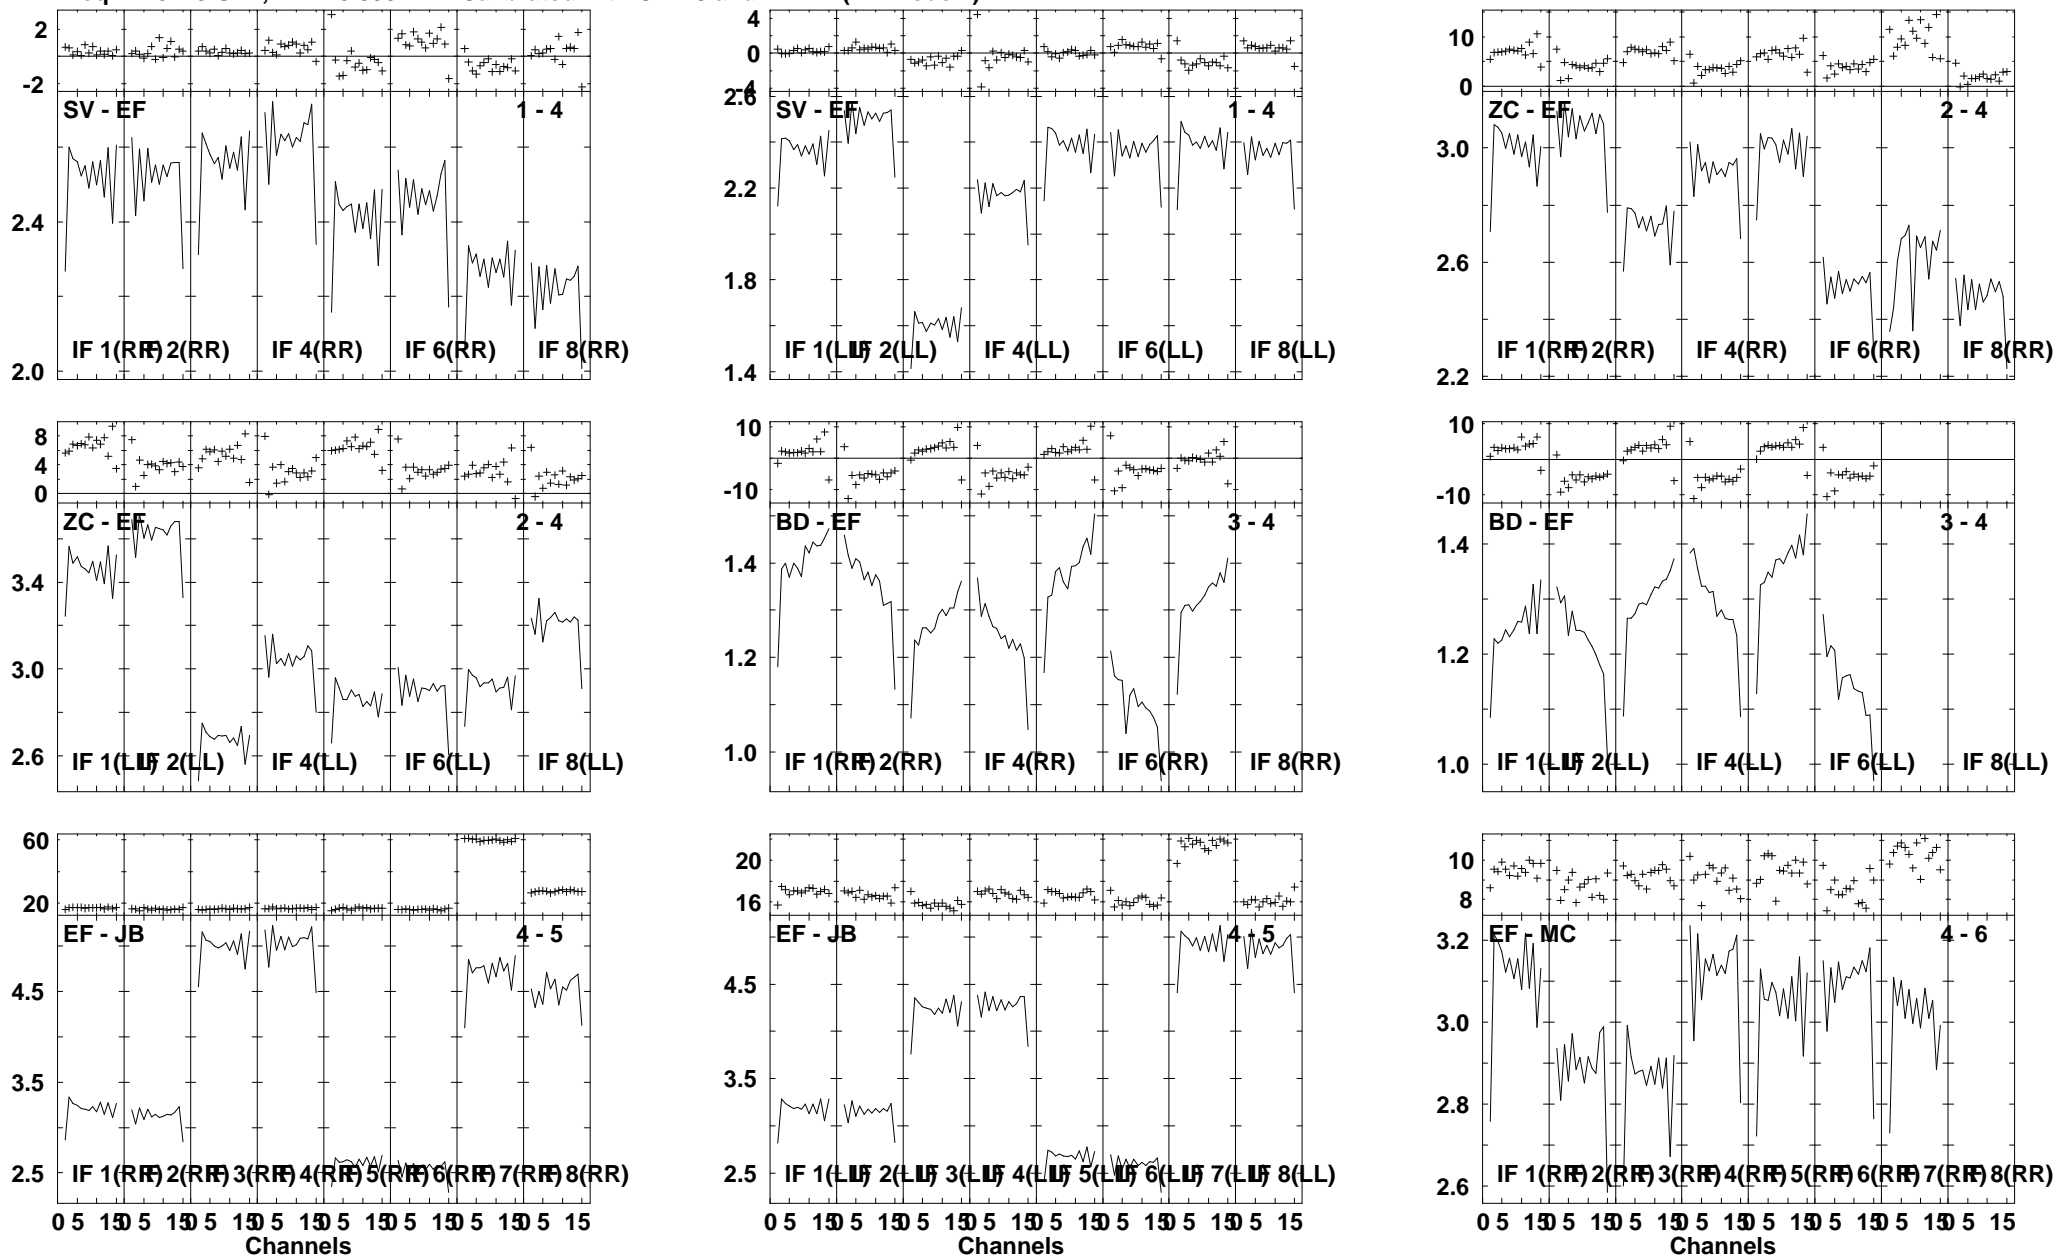 2
0
-2
SV - EF
1 - 4
2.4
2.0
IF 1(RR)
IF 2(RR)
IF 4(RR)
IF 6(RR)
IF 8(RR)
4
0
-4
2.6
SV - EF
1 - 4
2.2
1.8
1.4
IF 1(LL)
IF 2(LL)
IF 4(LL)
IF 6(LL)
IF 8(LL)
10
0
ZC - EF
2 - 4
3.0
2.6
2.2
IF 1(RR)
IF 2(RR)
IF 4(RR)
IF 6(RR)
IF 8(RR)
8
4
0
ZC - EF
2 - 4
3.4
3.0
2.6
IF 1(LL)
IF 2(LL)
IF 4(LL)
IF 6(LL)
IF 8(LL)
10
-10
BD - EF
3 - 4
1.4
1.2
1.0
IF 1(RR)
IF 2(RR)
IF 4(RR)
IF 6(RR)
IF 8(RR)
10
-10
BD - EF
3 - 4
1.4
1.2
1.0
IF 1(LL)
IF 2(LL)
IF 4(LL)
IF 6(LL)
IF 8(LL)
60
20
EF - JB
4 - 5
4.5
3.5
2.5
IF 1(RR)
IF 2(RR)
IF 3(RR)
IF 4(RR)
IF 5(RR)
IF 6(RR)
IF 7(RR)
IF 8(RR)
0 5 15
0 5 15
0 5 15
0 5 15
0 5 15
0 5 15
0 5 15
0 5 15
Channels
20
16
EF - JB
4 - 5
4.5
3.5
2.5
IF 1(LL)
IF 2(LL)
IF 3(LL)
IF 4(LL)
IF 5(LL)
IF 6(LL)
IF 7(LL)
IF 8(LL)
0 5 15
0 5 15
0 5 15
0 5 15
0 5 15
0 5 15
0 5 15
0 5 15
Channels
10
8
EF - MC
4 - 6
3.2
3.0
2.8
2.6
IF 1(RR)
IF 2(RR)
IF 3(RR)
IF 4(RR)
IF 5(RR)
IF 6(RR)
IF 7(RR)
IF 8(RR)
0 5 15
0 5 15
0 5 15
0 5 15
0 5 15
0 5 15
0 5 15
0 5 15
Channels